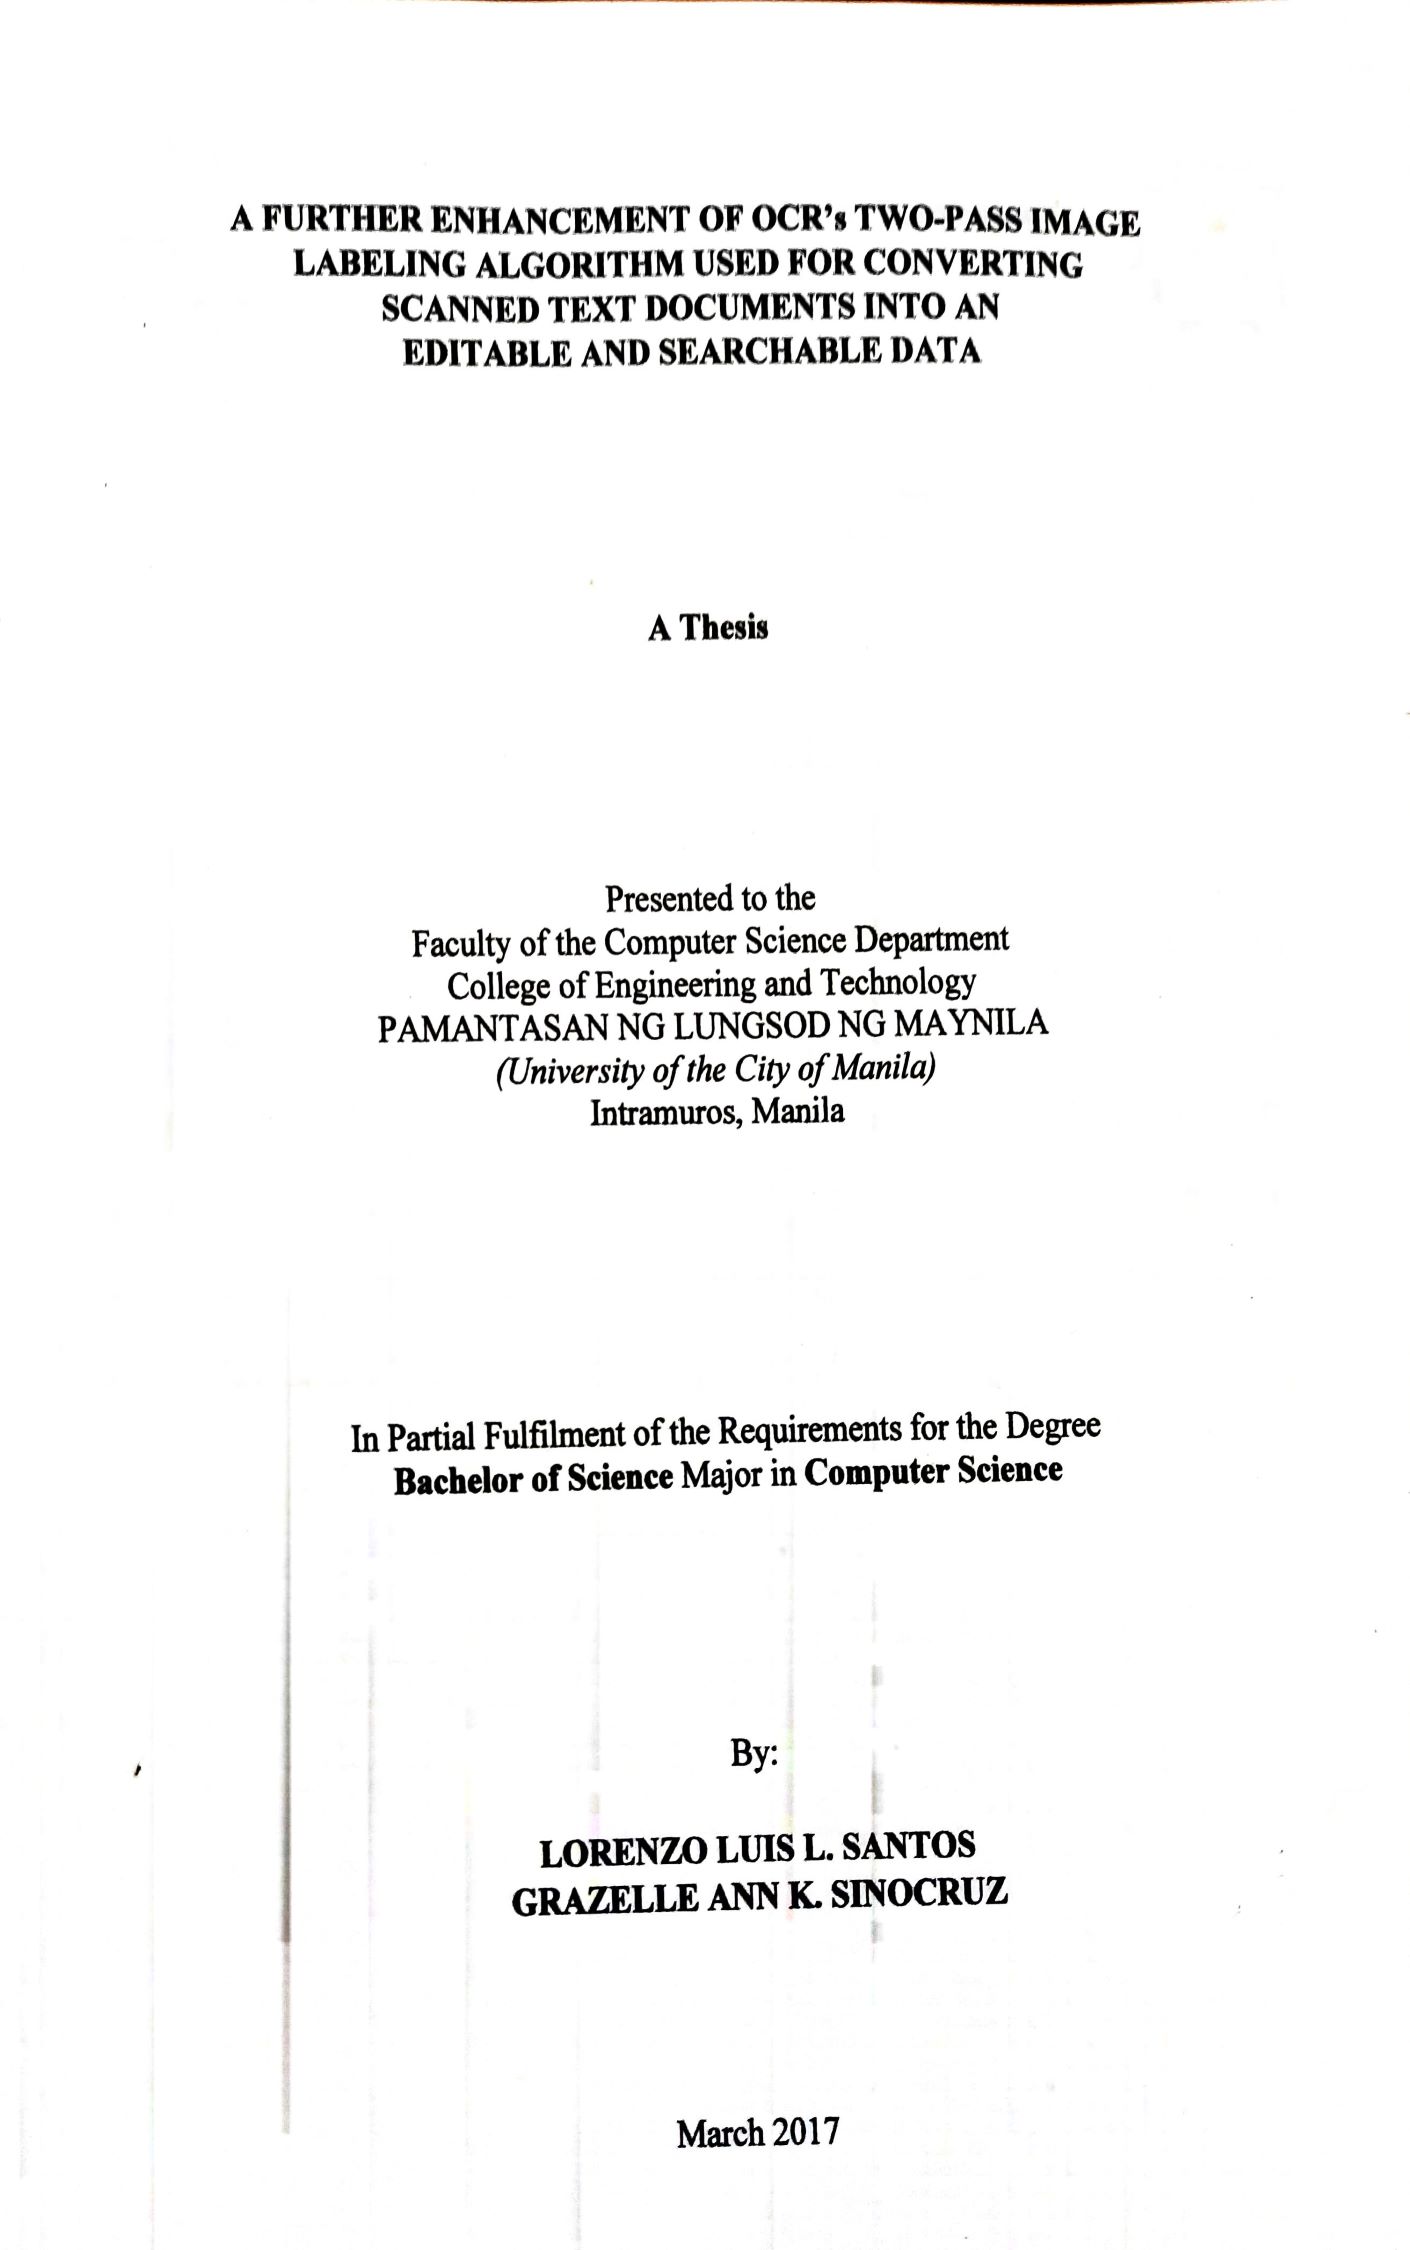 A FURTHER ENHANCEMENT OF OCR's TWO-PASS IMAGE
LABELING ALGORITHM USED FOR CONVERTING
SCANNED TEXT DOCUMENTS INTO AN
EDITABLE AND SEARCHABLE DATA
A Thesis
Presented to the
Faculty of the Computer Science Department
College of Engineering and Technology
PAMANTASAN NG LUNGSOD NG MAYNILA
(University of the City of Manila)
Intramuros, Manila
In Partial Fulfilment of the Requirements for the Degree
Bachelor of Science Major in Computer Science
By:
LORENZO LUIS L. SANTOS
GRAZELLE ANN K. SINOCRUZ
March 2017